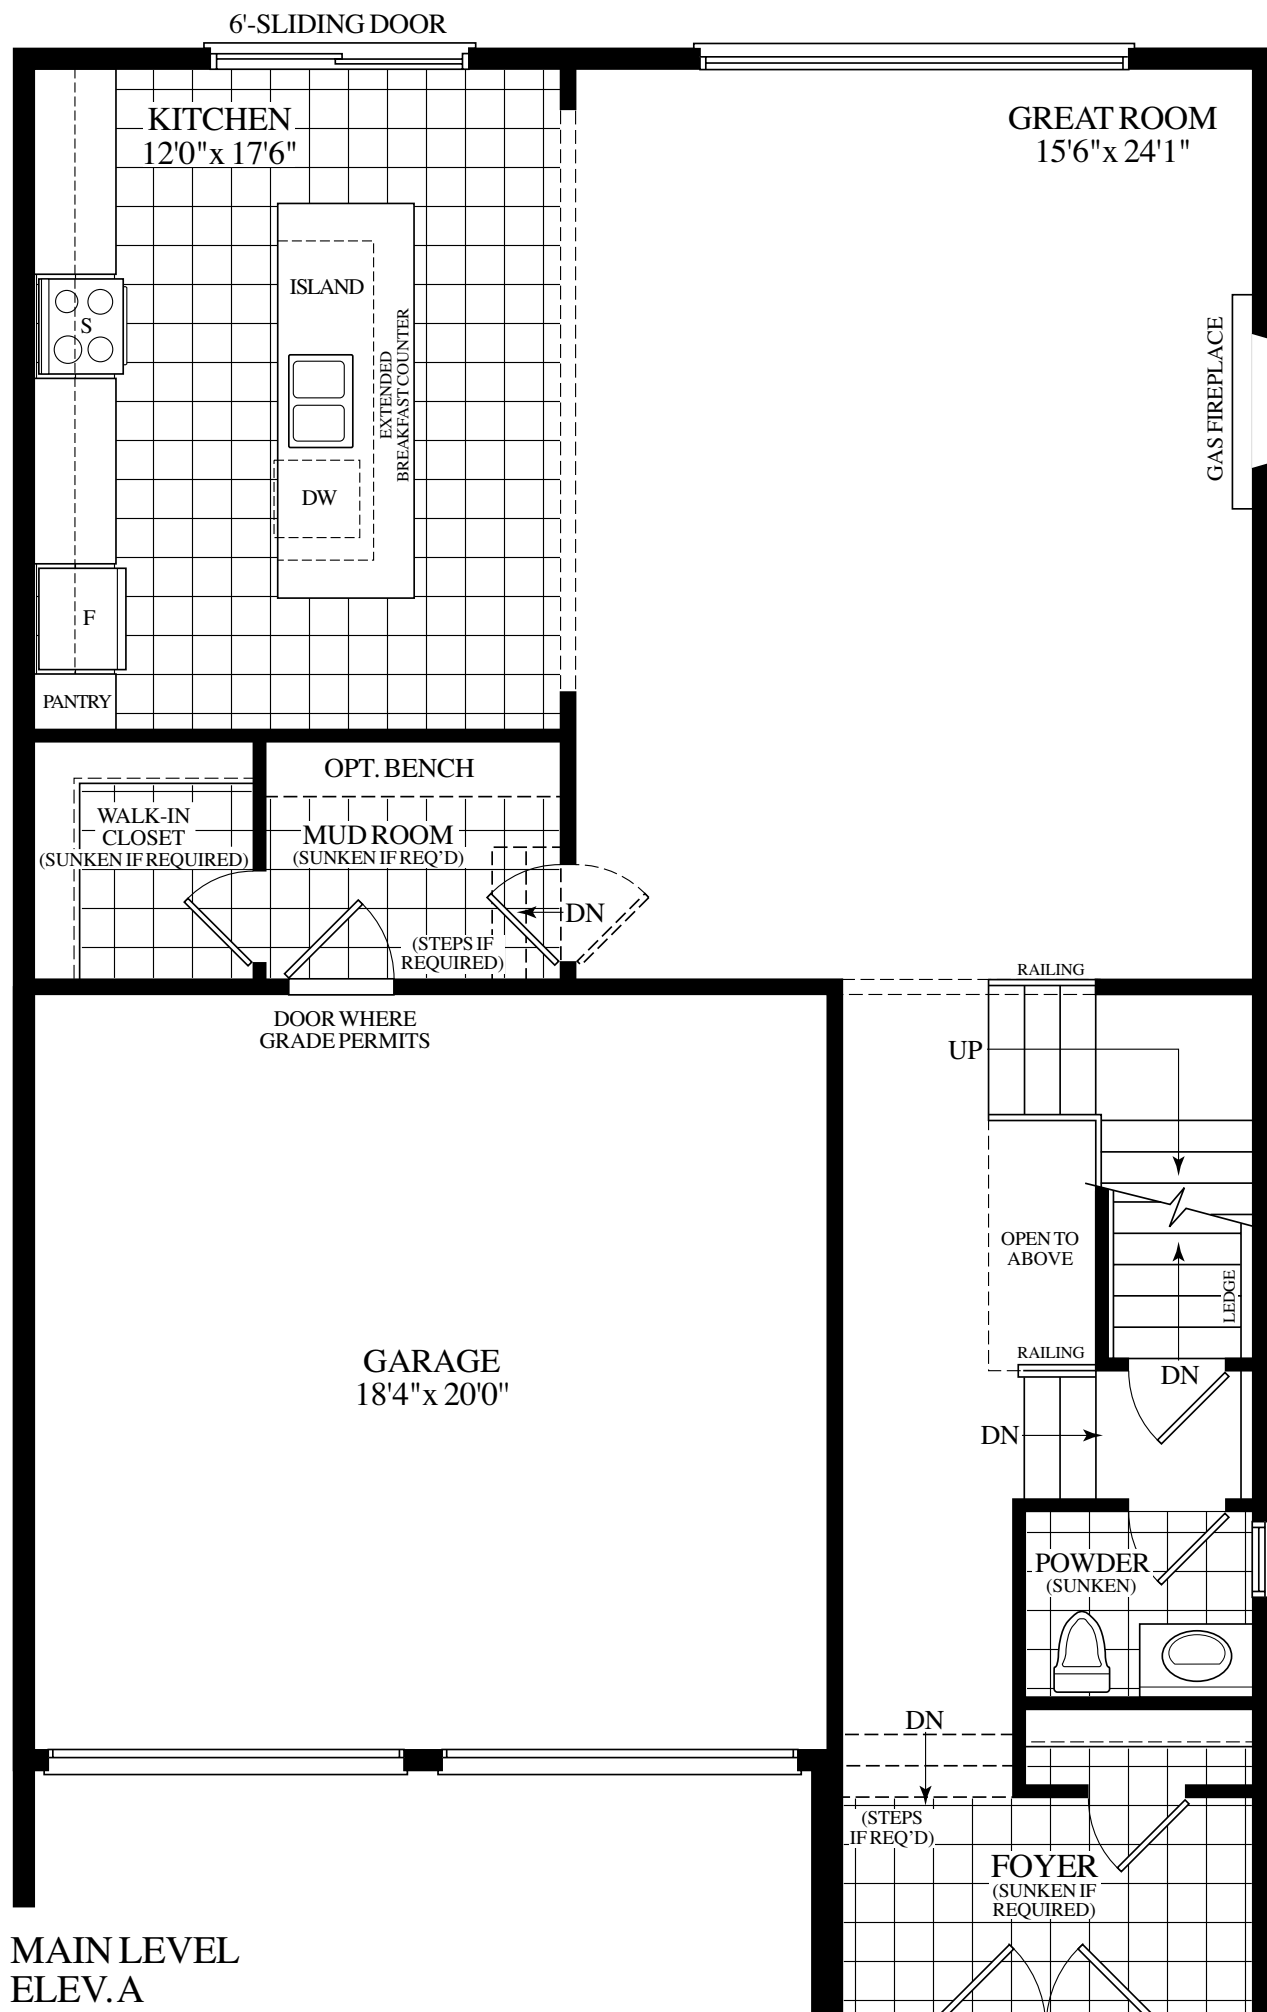 6'-SLIDING DOOR
KITCHEN
12'0"x 17'6"
GREAT ROOM
15'6"x 24'1"
ISLAND
S
EXTENDED
BREAKFAST COUNTER
GAS FIREPLACE
DW
F
PANTRY
OPT. BENCH
WALK-IN
CLOSET
(SUNKEN IF REQUIRED)
MUD ROOM
(SUNKEN IF REQ'D)
DN
(STEPS IF
REQUIRED)
RAILING
DOOR WHERE
GRADE PERMITS
UP
OPEN TO
ABOVE
LEDGE
RAILING
GARAGE
18'4"x 20'0"
DN
DN
POWDER
(SUNKEN)
DN
(STEPS
IF REQ'D)
FOYER
(SUNKEN IF
REQUIRED)
MAIN LEVEL
ELEV. A